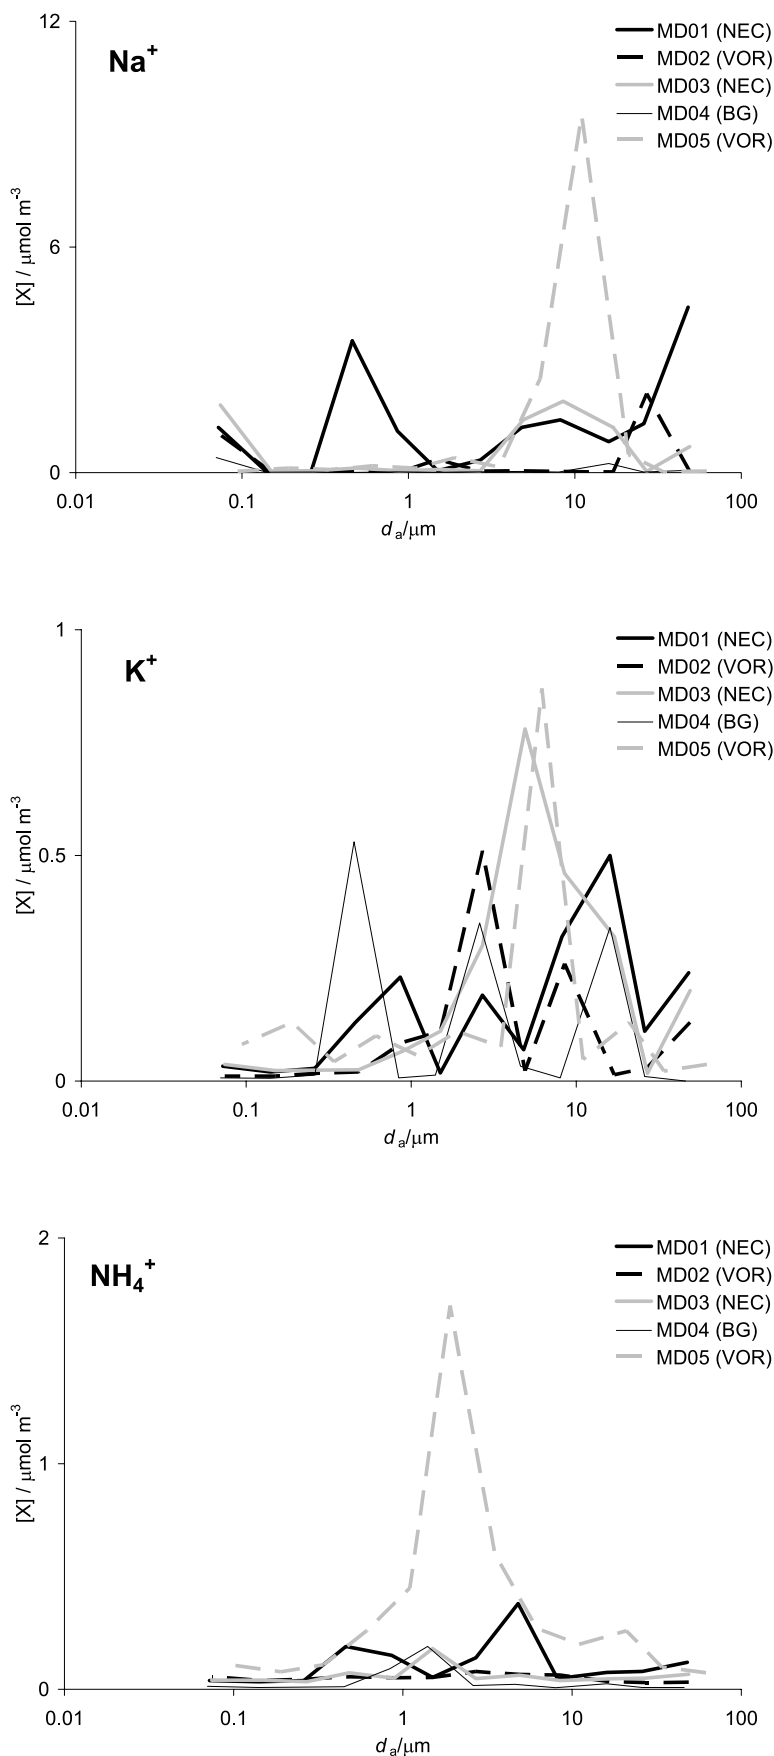 12
Na⁺
MD01 (NEC)
MD02 (VOR)
MD03 (NEC)
MD04 (BG)
MD05 (VOR)
[X] / μmol m⁻³
6
0
0.01 0.1 1 10 100
dₐ/μm
1
K⁺
MD01 (NEC)
MD02 (VOR)
MD03 (NEC)
MD04 (BG)
MD05 (VOR)
[X] / μmol m⁻³
0.5
0
0.01 0.1 1 10 100
dₐ/μm
2
NH₄⁺
MD01 (NEC)
MD02 (VOR)
MD03 (NEC)
MD04 (BG)
MD05 (VOR)
[X] / μmol m⁻³
1
0
0.01 0.1 1 10 100
dₐ/μm